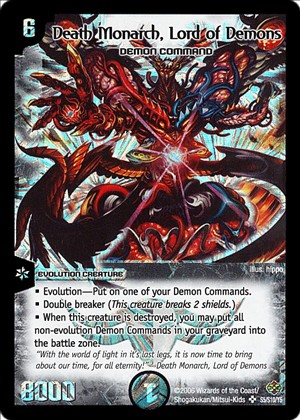 6
Death Monarch, Lord of Demons
DEMON COMMAND
Illus. hippo
EVOLUTION CREATURE
▪ Evolution—Put on one of your Demon Commands.
▪ Double breaker (This creature breaks 2 shields.)
▪ When this creature is destroyed, you may put all
non-evolution Demon Commands in your graveyard into
the battle zone.
"With the world of light in it's last legs, it is now time to bring
about our time, for all eternity!" -Death Monarch, Lord of Demons
8000
1
©2006 Wizards of the Coast/
Shogakukan/Mitsui-Kids S5/S10/Y5